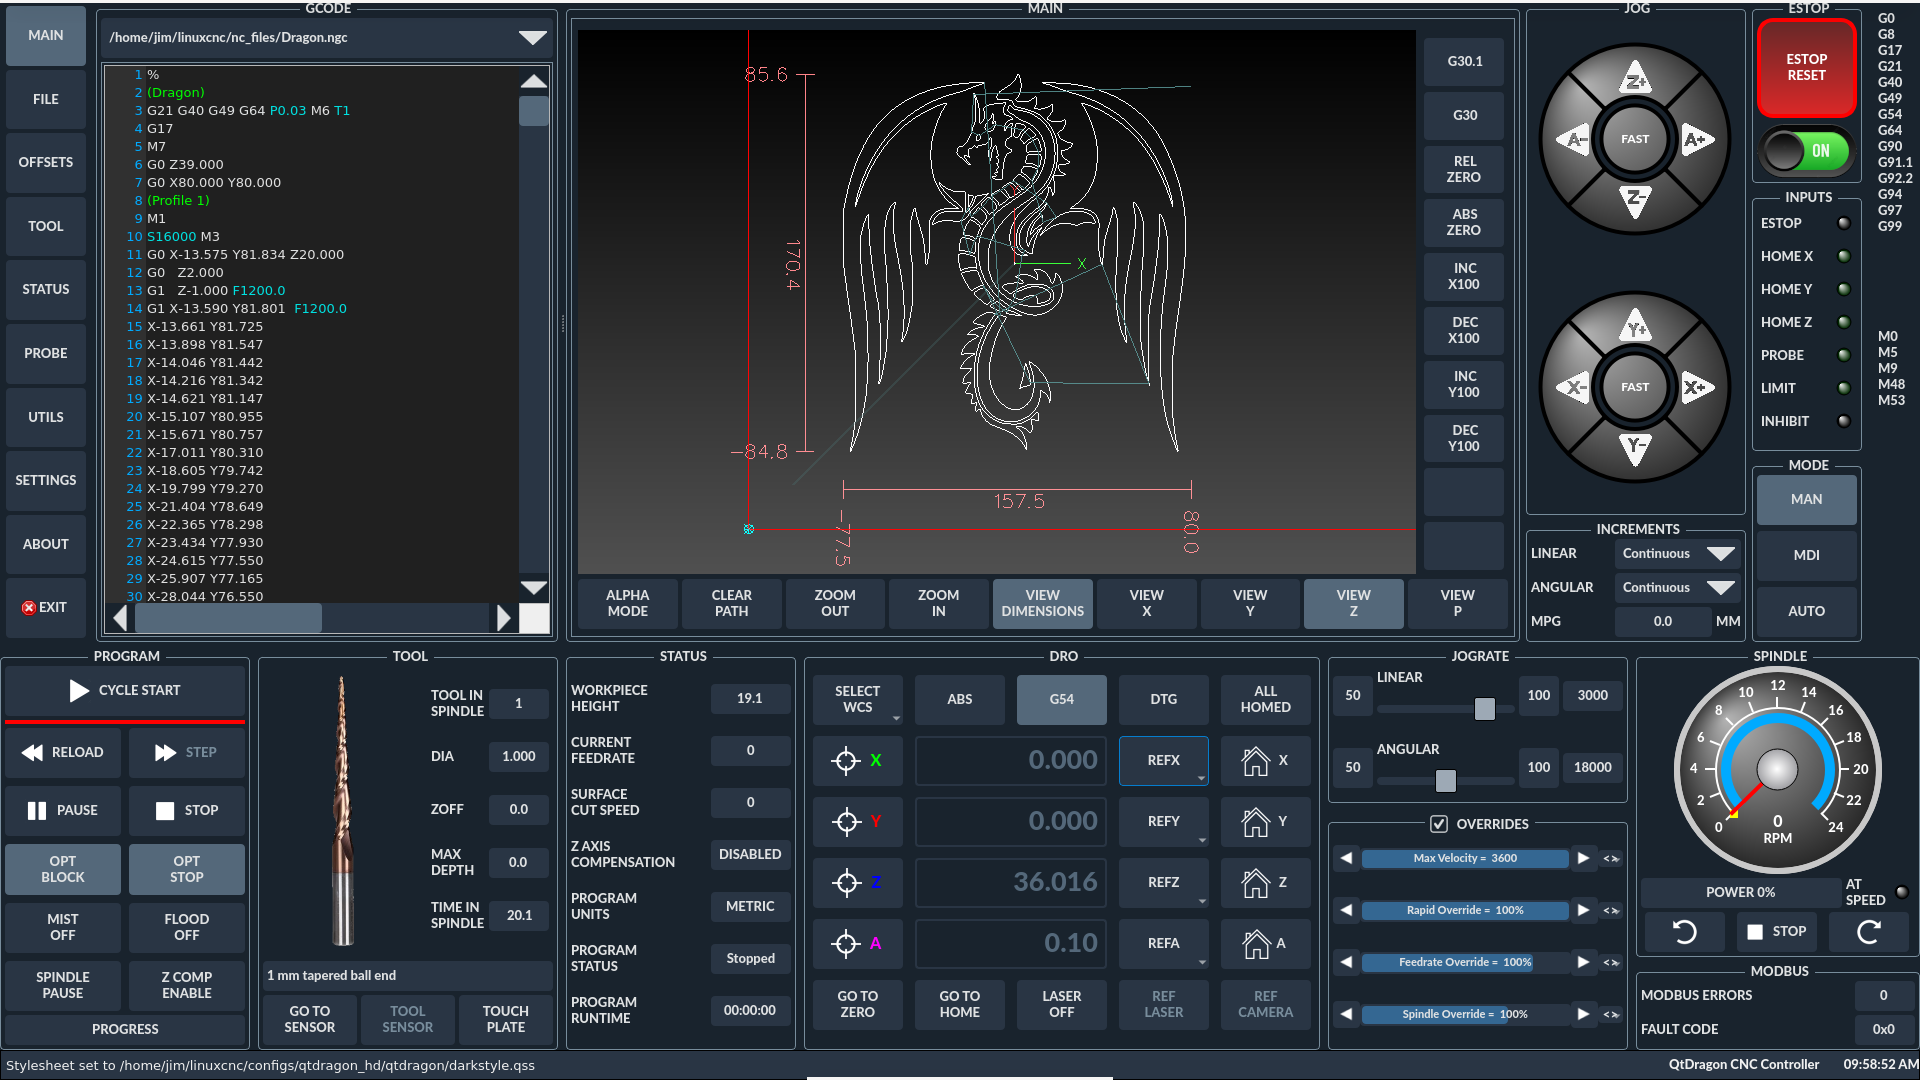 MAIN
FILE
OFFSETS
TOOL
STATUS
PROBE
UTILS
SETTINGS
ABOUT
EXIT
GCODE
/home/jim/linuxcnc/nc_files/Dragon.ngc
1 %
2 (Dragon)
3 G21 G40 G49 G64 P0.03 M6 T1
4 G17
5 M7
6 G0 Z39.000
7 G0 X80.000 Y80.000
8 (Profile 1)
9 M1
10 S16000 M3
11 G0 X-13.575 Y81.834 Z20.000
12 G0 Z2.000
13 G1 Z-1.000 F1200.0
14 G1 X-13.590 Y81.801 F1200.0
15 X-13.661 Y81.725
16 X-13.898 Y81.547
17 X-14.046 Y81.442
18 X-14.216 Y81.342
19 X-14.621 Y81.147
20 X-15.107 Y80.955
21 X-15.671 Y80.757
22 X-17.011 Y80.310
23 X-18.605 Y79.742
24 X-19.799 Y79.270
25 X-21.404 Y78.649
26 X-22.365 Y78.298
27 X-23.434 Y77.930
28 X-24.615 Y77.550
29 X-25.907 Y77.165
30 X-28.044 Y76.550
MAIN
85.6
170.4
-84.8
157.5
-77.5
80.0
X
G30.1
G30
REL
ZERO
ABS
ZERO
INC
X100
DEC
X100
INC
Y100
DEC
Y100
ALPHA
MODE
CLEAR
PATH
ZOOM
OUT
ZOOM
IN
VIEW
DIMENSIONS
VIEW
X
VIEW
Y
VIEW
Z
VIEW
P
JOG
Z+
A-
FAST
A+
Z-
Y+
X-
FAST
X+
Y-
INCREMENTS
LINEAR Continuous
ANGULAR Continuous
MPG 0.0 MM
ESTOP
ESTOP
RESET
ON
INPUTS
ESTOP
HOME X
HOME Y
HOME Z
PROBE
LIMIT
INHIBIT
MODE
MAN
MDI
AUTO
G0
G8
G17
G21
G40
G49
G54
G64
G90
G91.1
G92.2
G94
G97
G99
M0
M5
M9
M48
M53
PROGRAM
CYCLE START
RELOAD
STEP
PAUSE
STOP
OPT
BLOCK
OPT
STOP
MIST
OFF
FLOOD
OFF
SPINDLE
PAUSE
Z COMP
ENABLE
PROGRESS
TOOL
TOOL IN
SPINDLE
1
DIA 1.000
ZOFF 0.0
MAX
DEPTH
0.0
TIME IN
SPINDLE
20.1
1 mm tapered ball end
GO TO
SENSOR
TOOL
SENSOR
TOUCH
PLATE
STATUS
WORKPIECE
HEIGHT
19.1
CURRENT
FEEDRATE
0
SURFACE
CUT SPEED
0
Z AXIS
COMPENSATION
DISABLED
PROGRAM
UNITS
METRIC
PROGRAM
STATUS
Stopped
PROGRAM
RUNTIME
00:00:00
DRO
SELECT
WCS
ABS
G54
DTG
ALL
HOMED
X 0.000 REFX X
Y 0.000 REFY Y
Z 36.016 REFZ Z
A 0.10 REFA A
GO TO
ZERO
GO TO
HOME
LASER
OFF
REF
LASER
REF
CAMERA
JOGRATE
LINEAR
50 100 3000
ANGULAR
50 100 18000
OVERRIDES
Max Velocity = 3600
<>
Rapid Override = 100%
<>
Feedrate Override = 100%
<>
Spindle Override = 100%
<>
SPINDLE
0
2
4
6
8
10
12
14
16
18
20
22
24
0
RPM
POWER 0%
AT
SPEED
STOP
MODBUS
MODBUS ERRORS 0
FAULT CODE 0x0
Stylesheet set to /home/jim/linuxcnc/configs/qtdragon_hd/qtdragon/darkstyle.qss
QtDragon CNC Controller 09:58:52 AM